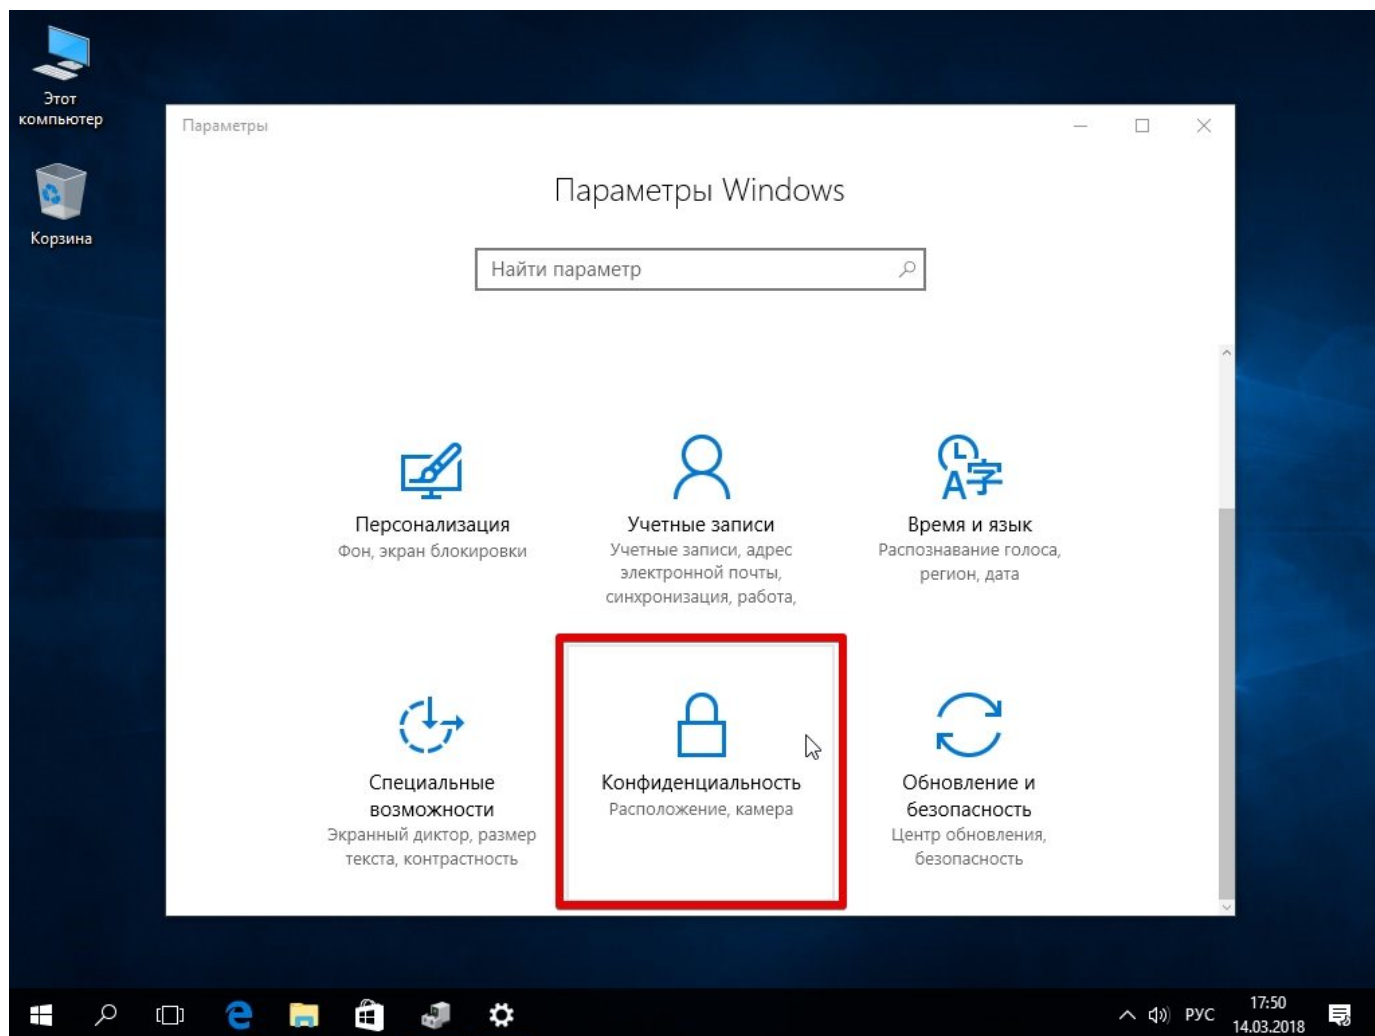 Этот
компьютер
Корзина
Параметры
Параметры Windows
Найти параметр
Персонализация
Фон, экран блокировки
Учетные записи
Учетные записи, адрес
электронной почты,
синхронизация, работа,
Время и язык
Распознавание голоса,
регион, дата
Специальные
возможности
Экранный диктор, размер
текста, контрастность
Конфиденциальность
Расположение, камера
Обновление и
безопасность
Центр обновления,
безопасность
РУС
17:50
14.03.2018